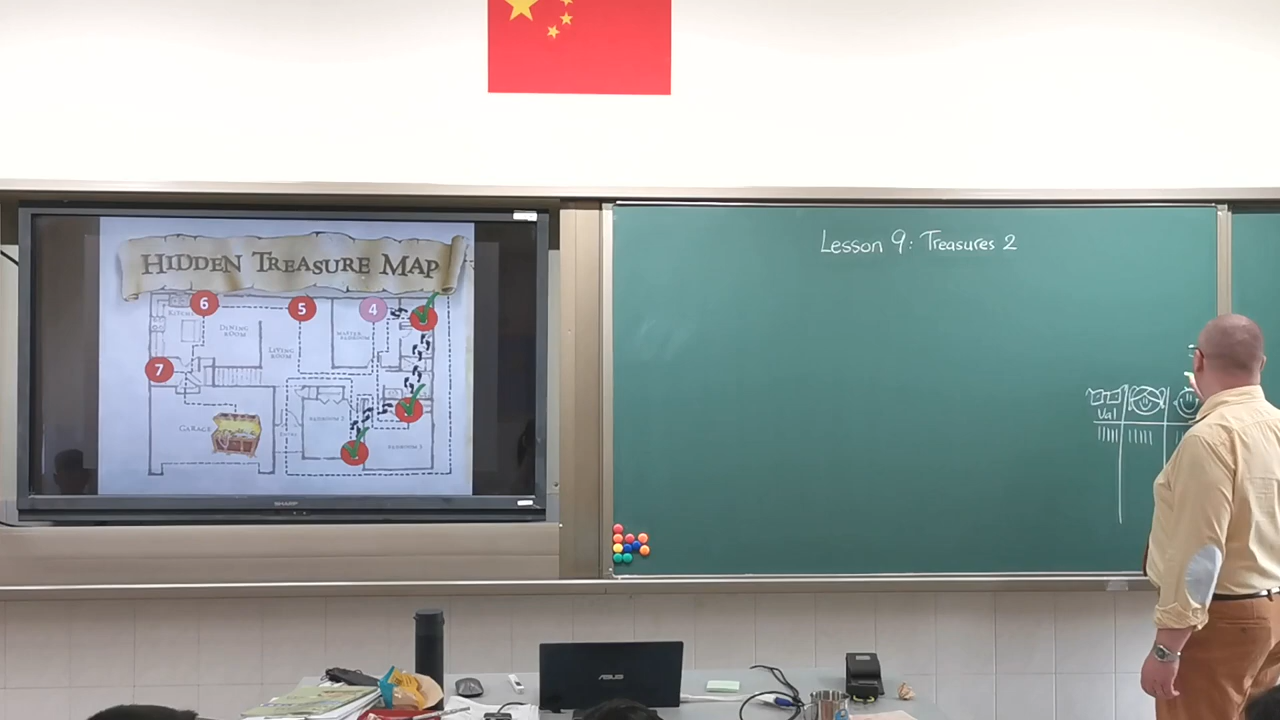 HIDDEN TREASURE MAP
6
5
4
KITCHEN
DINING
ROOM
MASTER
BEDROOM
LIVING
ROOM
7
BEDROOM 2
GARAGE
ENTRY
BEDROOM 3
SHARP
Lesson 9: Treasures 2
Val
ASUS